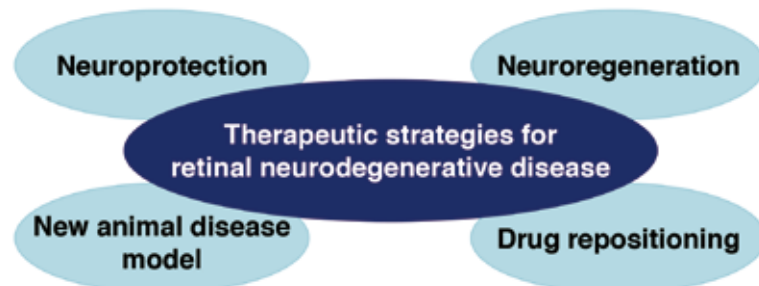 Neuroprotection
Neuroregeneration
Therapeutic strategies for
retinal neurodegenerative disease
New animal disease
model
Drug repositioning